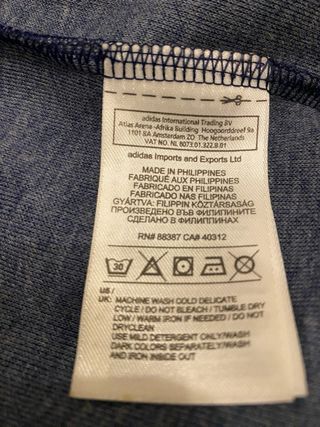 adidas International Trading BV
Atlas Arena -Afrika Building Hoogoorddreef 9a
1101 BA Amsterdam ZO The Netherlands
VAT NO. NL 8073.01.322.B.01
adidas Imports and Exports Ltd
MADE IN PHILIPPINES
FABRIQUÉ AUX PHILIPPINES
FABRICADO EN FILIPINAS
FABRICADO NAS FILIPINAS
GYÁRTVA: FILIPPIN KÖZTÁRSASÁG
ПРОИЗВЕДЕНО ВЪВ ФИЛИПИНИТЕ
СДЕЛАНО В ФИЛИППИНАХ
RN# 88387 CA# 40312
30
US /
UK: MACHINE WASH COLD DELICATE
CYCLE / DO NOT BLEACH / TUMBLE DRY
LOW / WARM IRON IF NEEDED / DO NOT
DRYCLEAN
USE MILD DETERGENT ONLY/WASH
DARK COLORS SEPARATELY/WASH
AND IRON INSIDE OUT